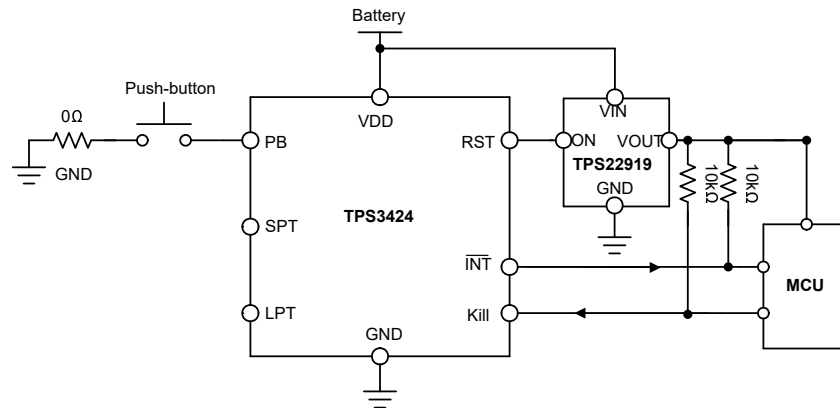 Battery
Push-button
0Ω
GND
VDD
PB
RST
SPT
TPS3424
LPT
INT
Kill
GND
VIN
ON
VOUT
TPS22919
GND
10kΩ
10kΩ
MCU